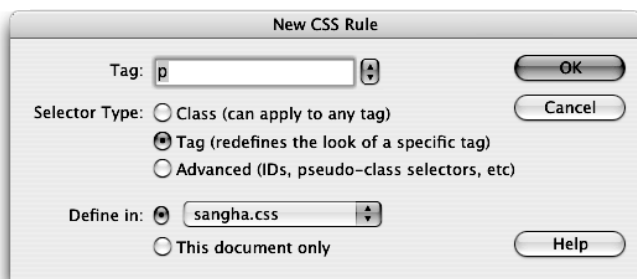 New CSS Rule
Tag: p OK
Selector Type: Class (can apply to any tag) Cancel
Tag (redefines the look of a specific tag)
Advanced (IDs, pseudo-class selectors, etc)
Define in: sangha.css
This document only Help